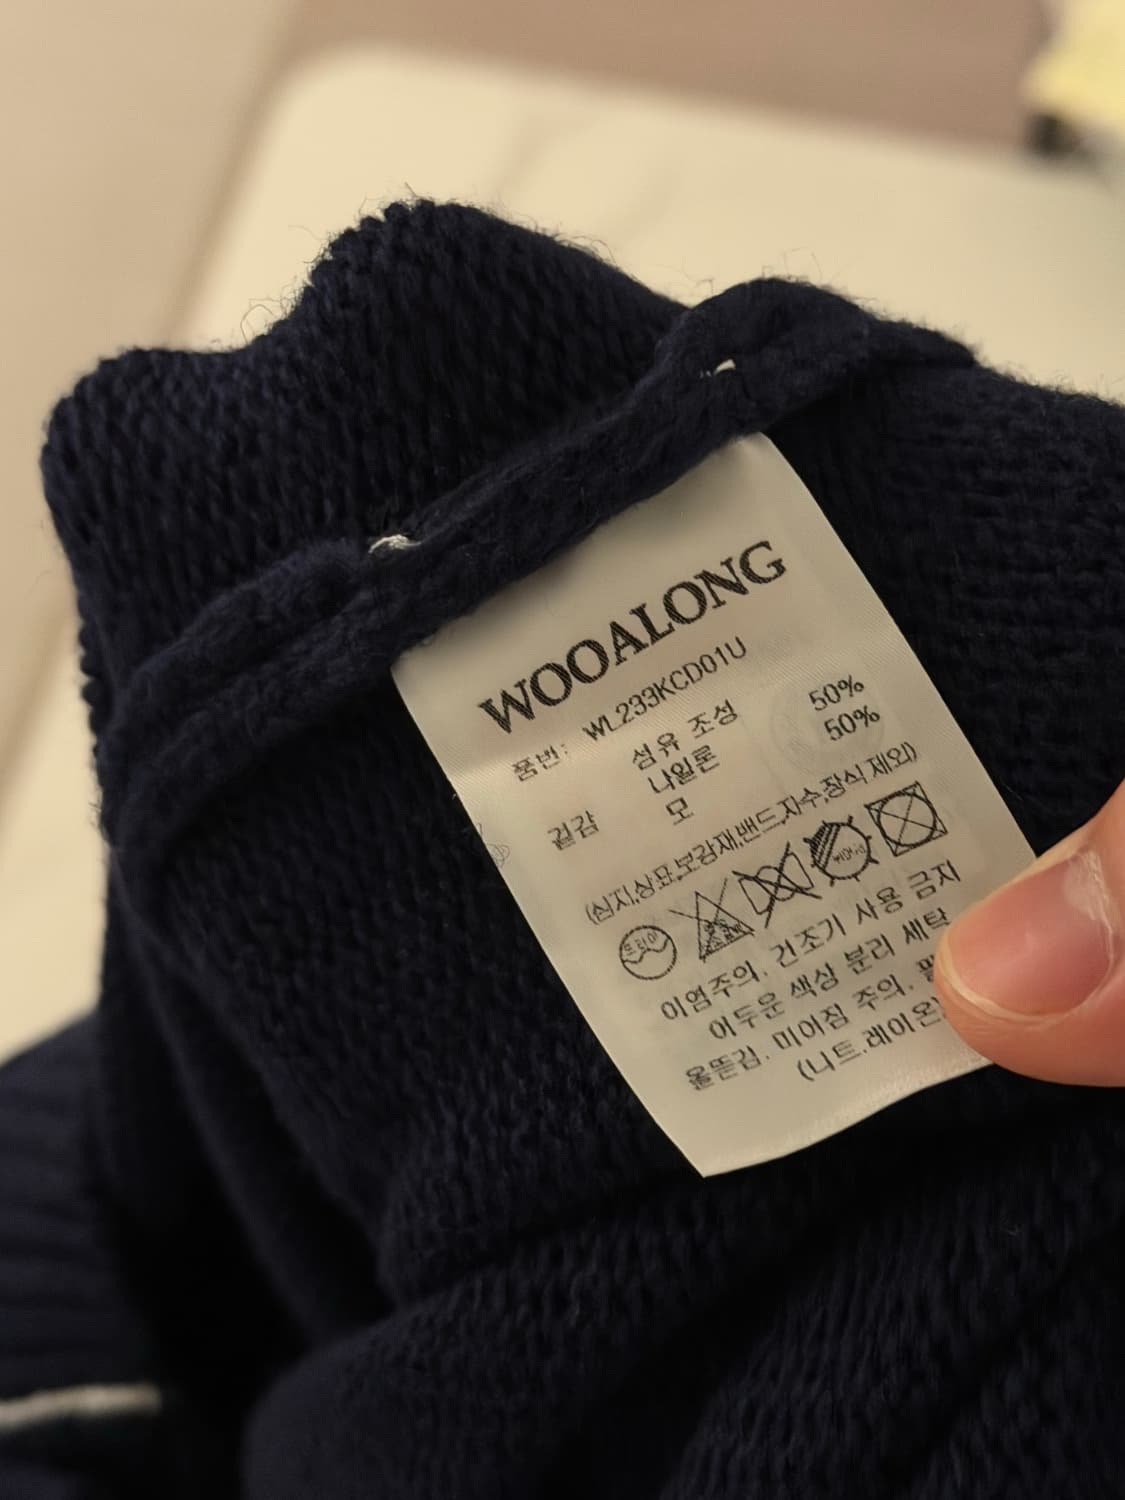 WOOALONG
품번: WL233KCD01U
섬유 조성
겉감 나일론 50%
모 50%
(심지,상표,보강재,밴드,자수,장식 제외)
드라이
이염주의. 건조기 사용 금지
어두운 색상 분리 세탁
올뜯김. 미어짐 주의.
(니트.레이온